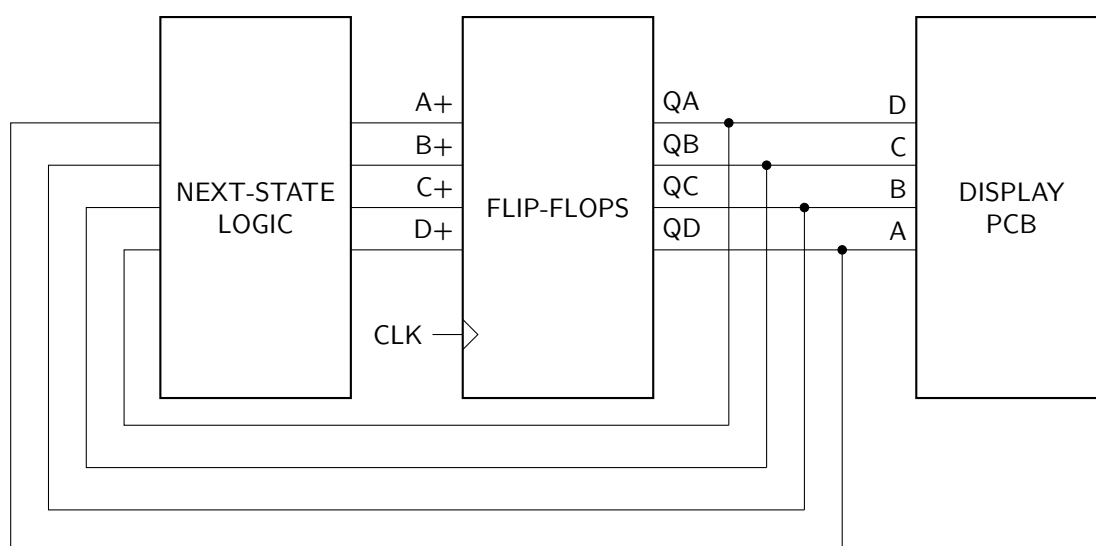 A+
B+
C+
D+
NEXT-STATE
LOGIC
CLK
FLIP-FLOPS
QA
QB
QC
QD
D
C
B
A
DISPLAY
PCB